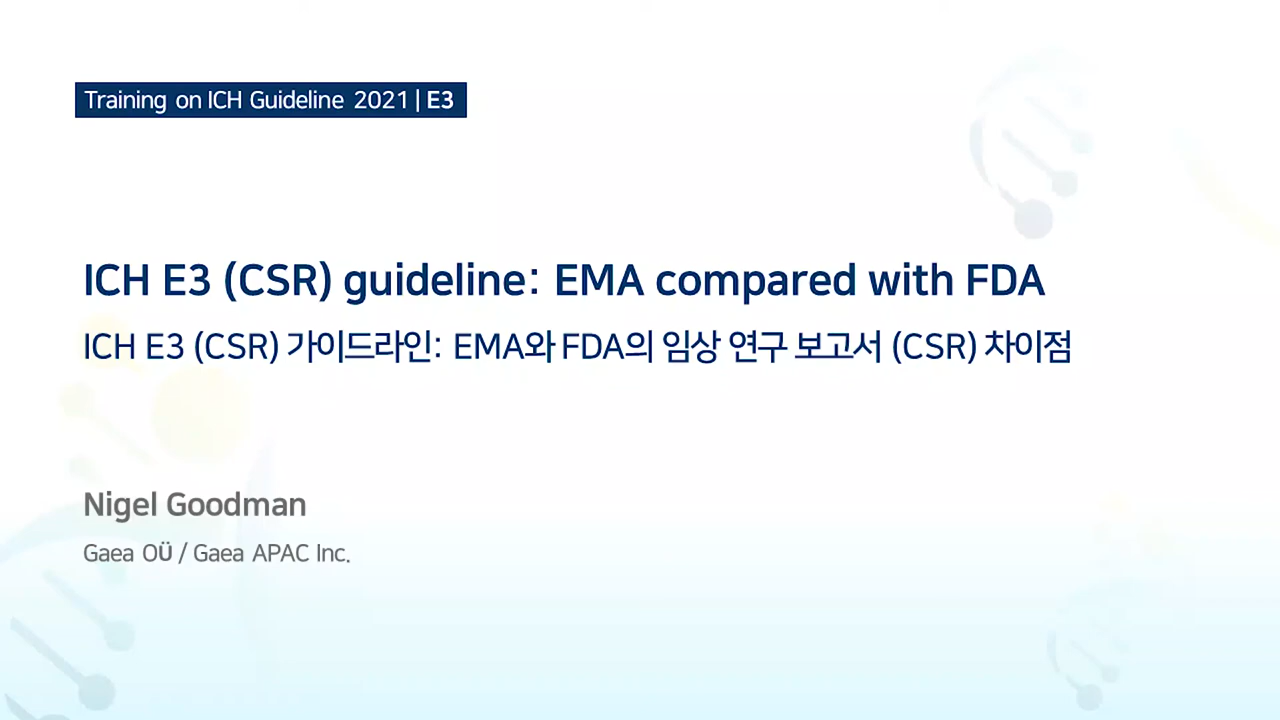 Training on ICH Guideline 2021 | E3
ICH E3 (CSR) guideline: EMA compared with FDA
ICH E3 (CSR) 가이드라인: EMA와 FDA의 임상 연구 보고서 (CSR) 차이점
Nigel Goodman
Gaea OÜ / Gaea APAC Inc.